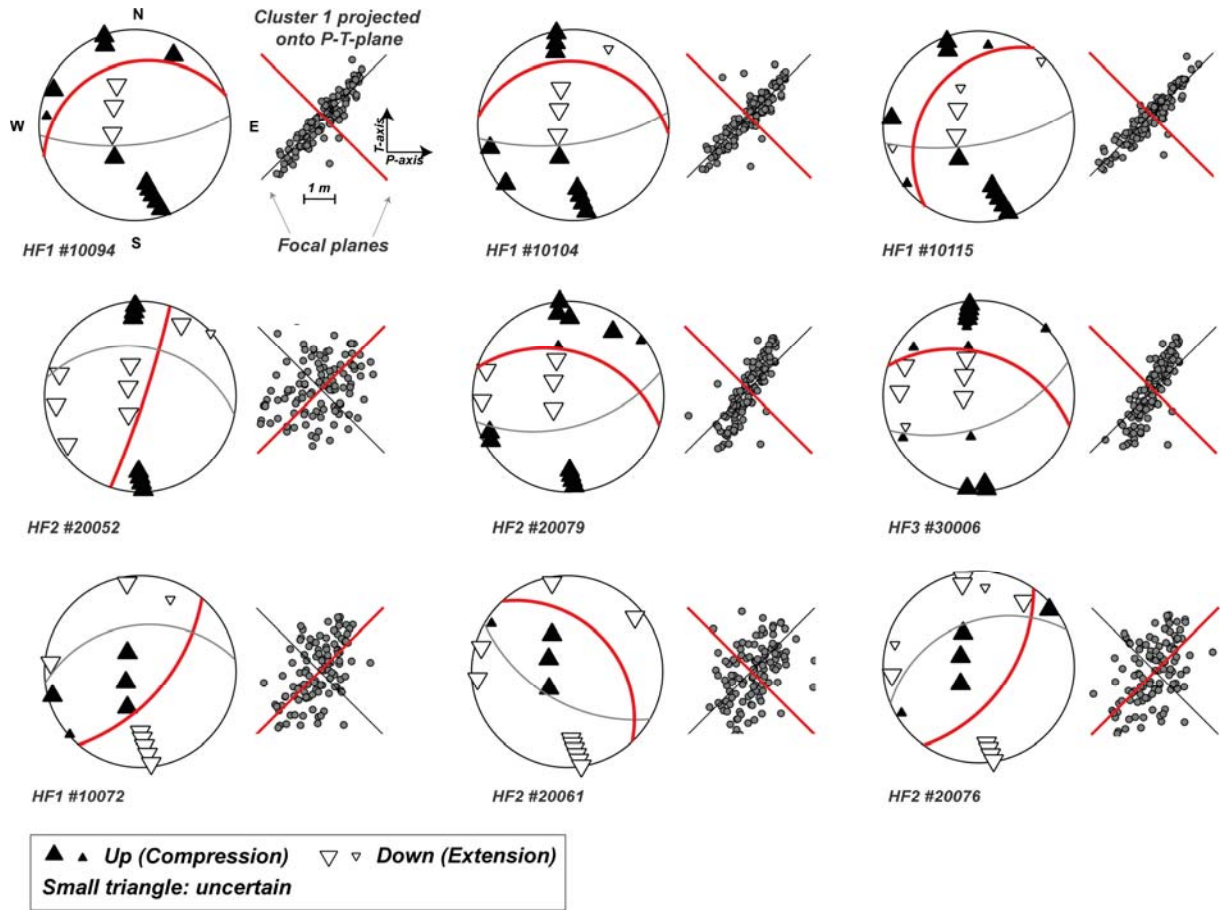 N
Cluster 1 projected
onto P-T-plane
W
E
T-axis
P-axis
1 m
S
Focal planes
HF1 #10094
HF1 #10104
HF1 #10115
HF2 #20052
HF2 #20079
HF3 #30006
HF1 #10072
HF2 #20061
HF2 #20076
Up (Compression)
Down (Extension)
Small triangle: uncertain